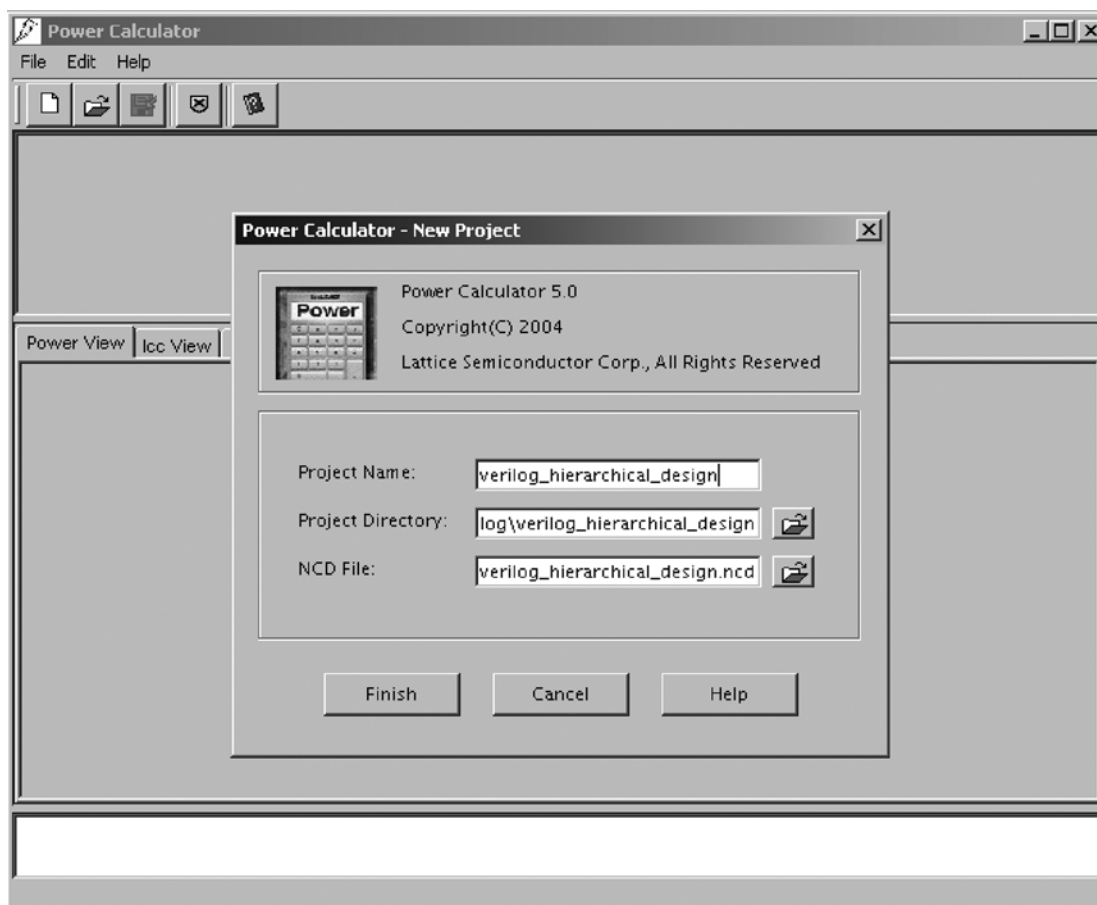 Power Calculator
File Edit Help
Power Calculator - New Project
Power
Power Calculator 5.0
Copyright(C) 2004
Lattice Semiconductor Corp., All Rights Reserved
Power View Icc View
Project Name: verilog_hierarchical_design
Project Directory: log\verilog_hierarchical_design
NCD File: verilog_hierarchical_design.ncd
Finish Cancel Help